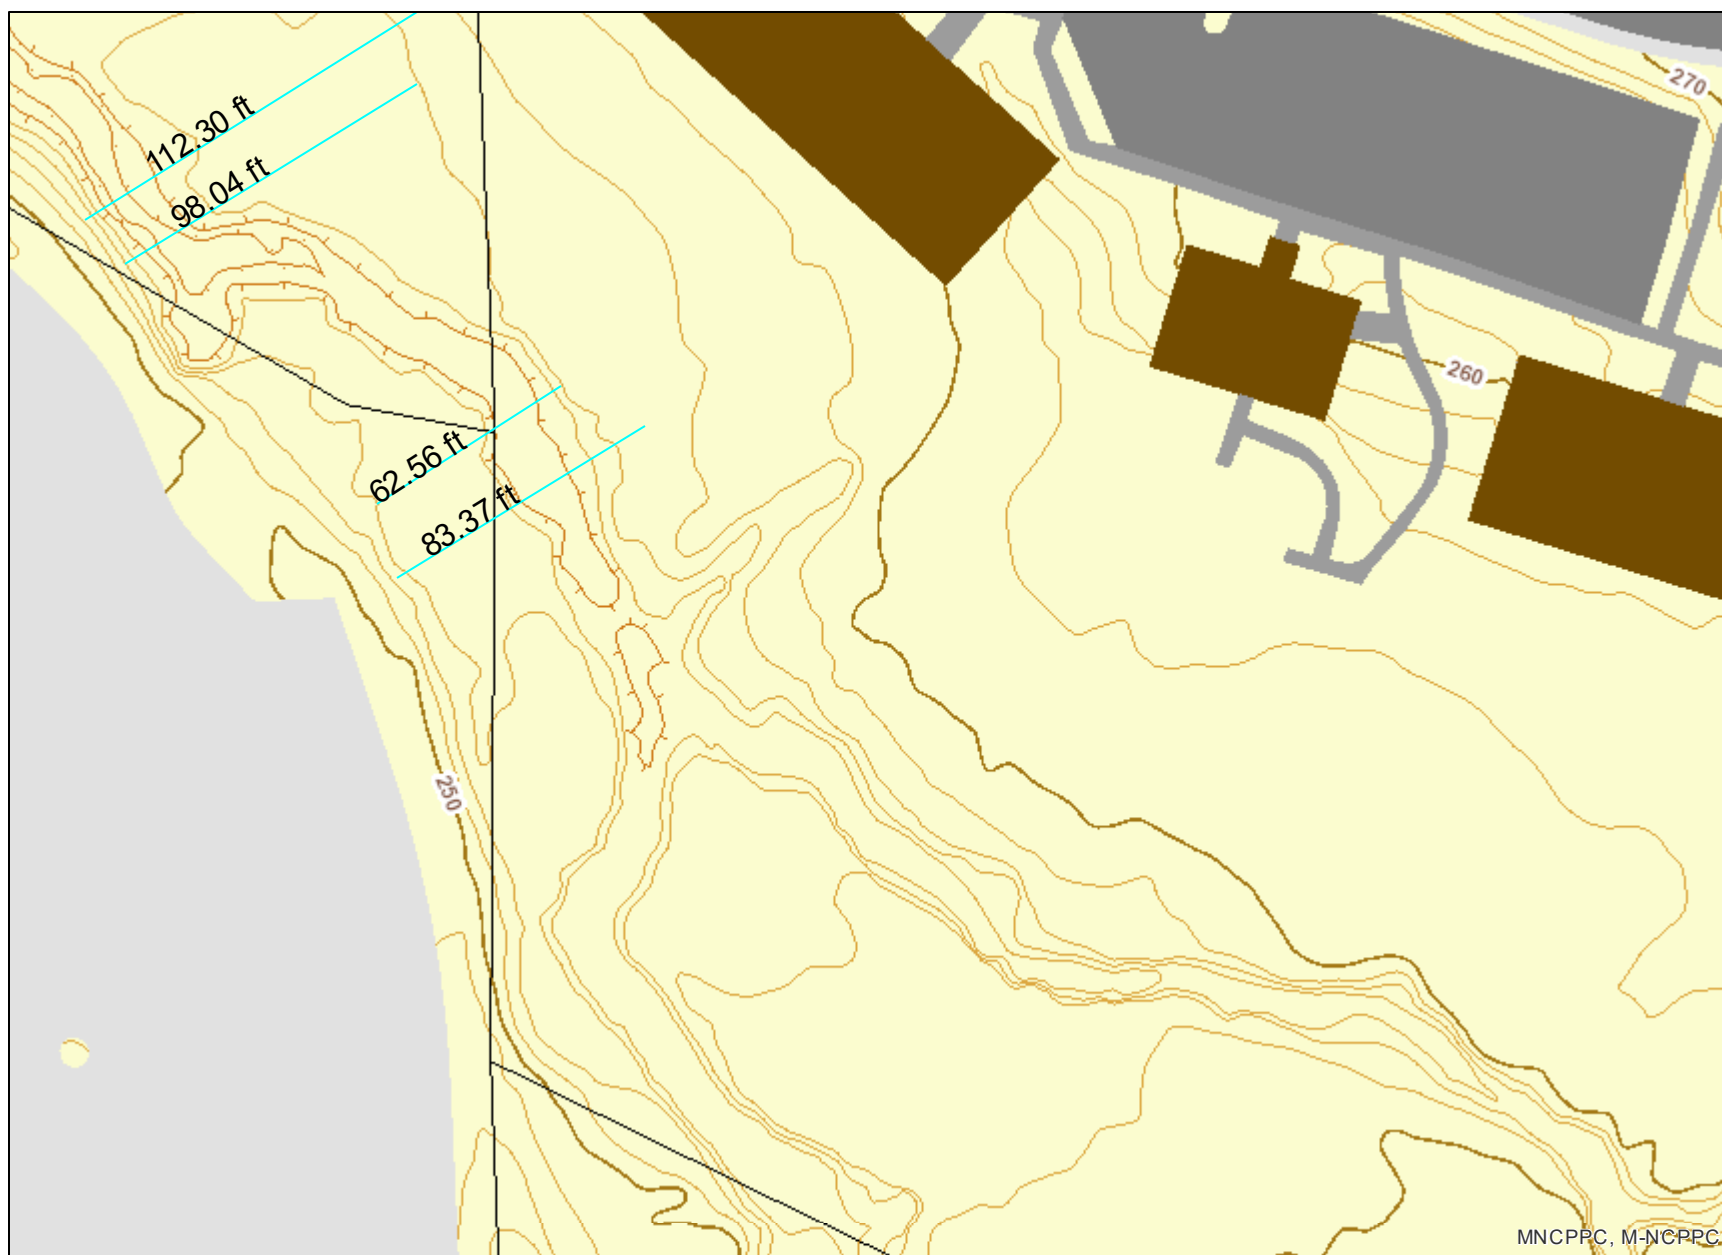 270
112.30 ft
98.04 ft
260
62.56 ft
83.37 ft
250
MNCPPC, M-NCPPC